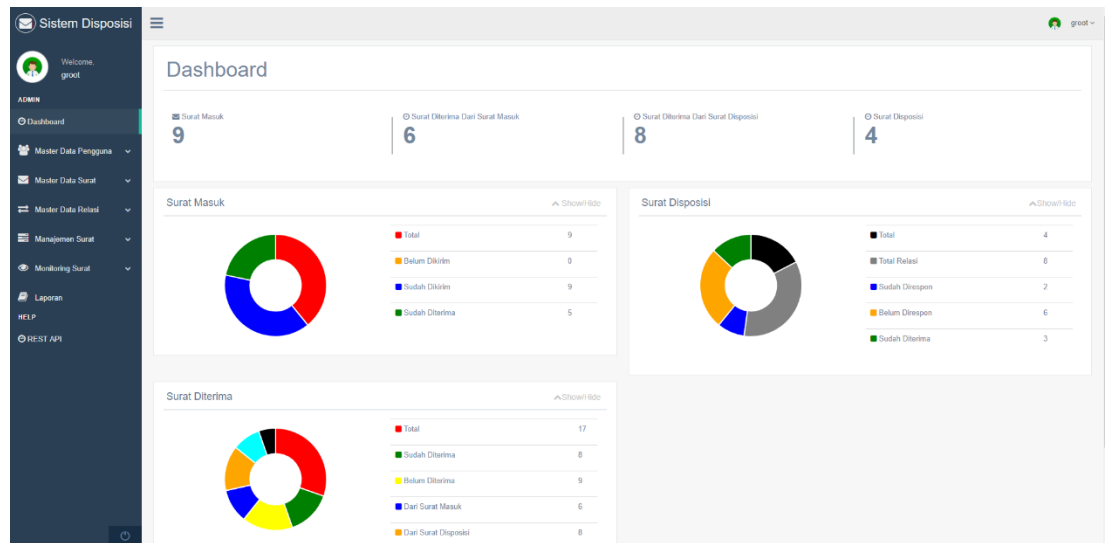 Sistem Disposisi
groot
Welcome,
groot
ADMIN
Dashboard
Master Data Pengguna
Master Data Surat
Master Data Relasi
Manajemen Surat
Monitoring Surat
Laporan
HELP
REST API
Dashboard
Surat Masuk
9
Surat Diterima Dari Surat Masuk
6
Surat Diterima Dari Surat Disposisi
8
Surat Disposisi
4
Surat Masuk
Show/Hide
Total 9
Belum Dikirim 0
Sudah Dikirim 9
Sudah Diterima 5
Surat Disposisi
Show/Hide
Total 4
Total Relasi 8
Sudah Direspon 2
Belum Direspon 6
Sudah Diterima 3
Surat Diterima
Show/Hide
Total 17
Sudah Diterima 8
Belum Diterima 9
Dari Surat Masuk 6
Dari Surat Disposisi 8